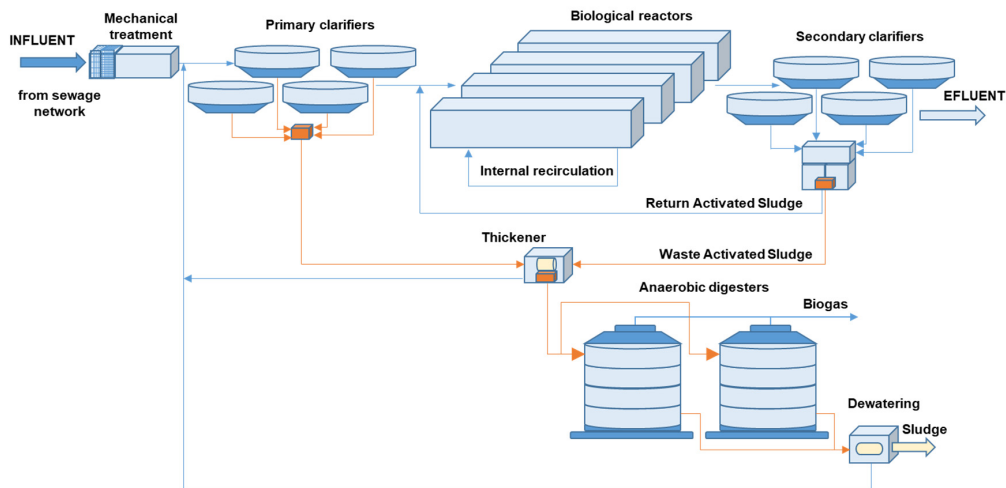 Mechanical
treatment
INFLUENT
from sewage
network
Primary clarifiers
Biological reactors
Internal recirculation
Secondary clarifiers
EFLUENT
Return Activated Sludge
Thickener
Waste Activated Sludge
Anaerobic digesters
Biogas
Dewatering
Sludge